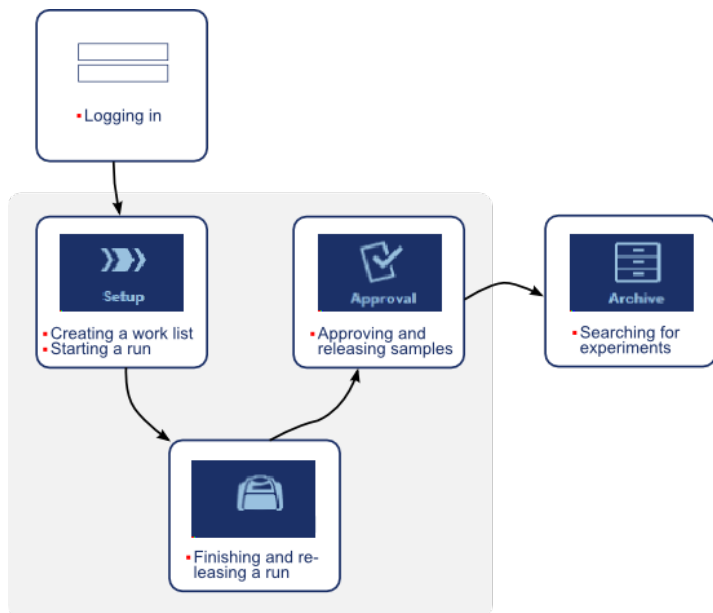 ▪ Logging in
Setup
▪ Creating a work list
▪ Starting a run
Approval
▪ Approving and
releasing samples
Archive
▪ Searching for
experiments
▪ Finishing and re-
leasing a run